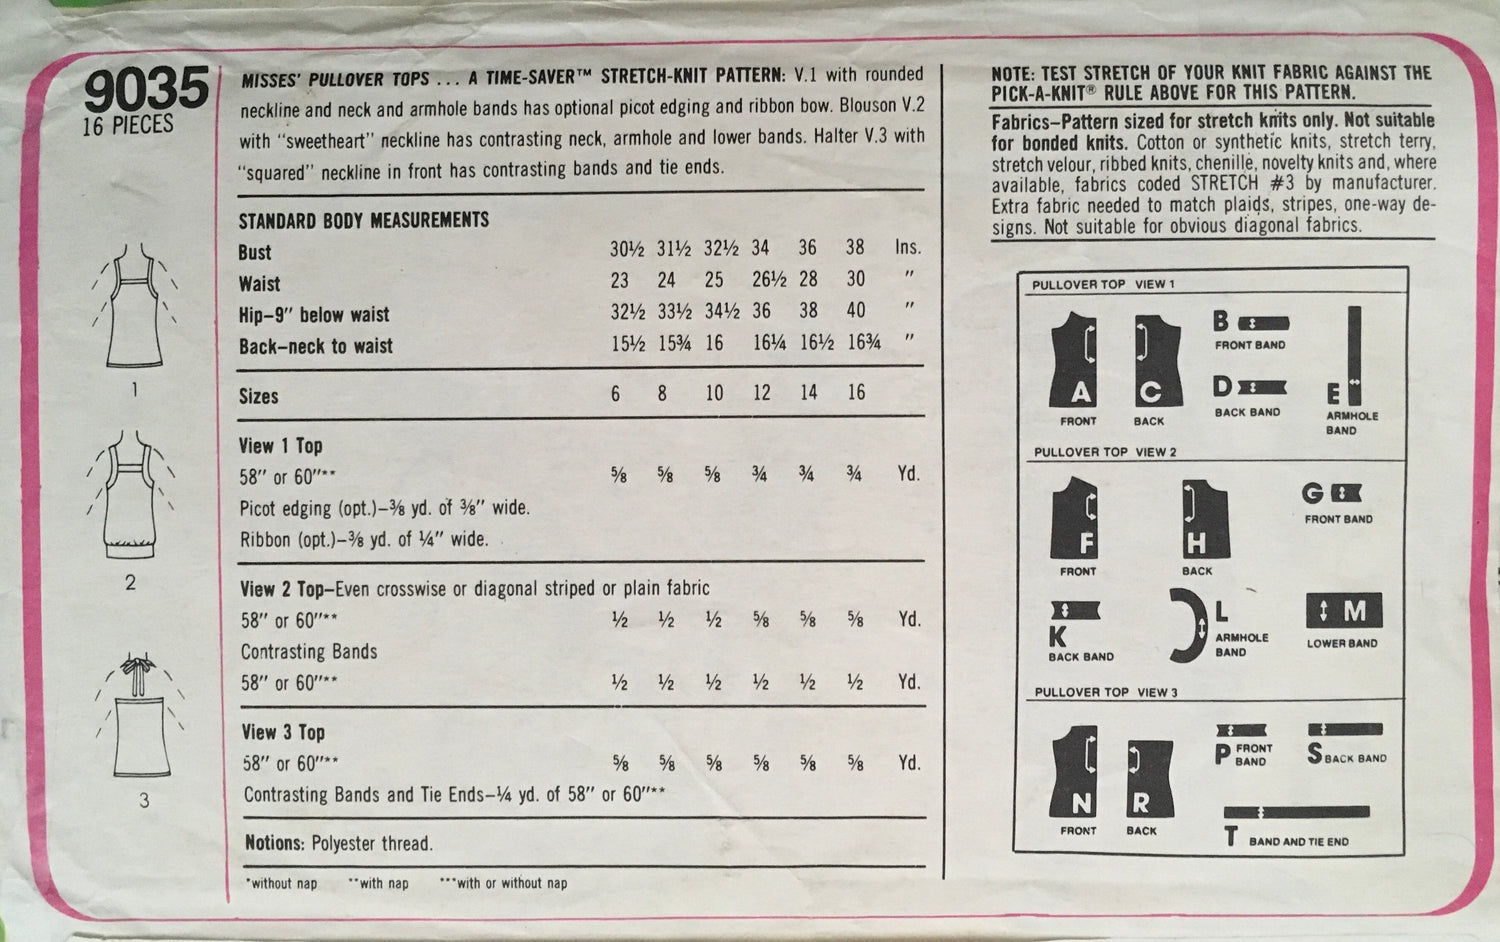 9035
16 PIECES
MISSES' PULLOVER TOPS ... A TIME-SAVER™ STRETCH-KNIT PATTERN: V.1 with rounded
neckline and neck and armhole bands has optional picot edging and ribbon bow. Blouson V.2
with "sweetheart" neckline has contrasting neck, armhole and lower bands. Halter V.3 with
"squared" neckline in front has contrasting bands and tie ends.
STANDARD BODY MEASUREMENTS
Bust 30½ 31½ 32½ 34 36 38 Ins.
Waist 23 24 25 26½ 28 30 "
Hip–9" below waist 32½ 33½ 34½ 36 38 40 "
Back–neck to waist 15½ 15¾ 16 16¼ 16½ 16¾ "
Sizes 6 8 10 12 14 16
View 1 Top
58" or 60"** ⅝ ⅝ ⅝ ¾ ¾ ¾ Yd.
Picot edging (opt.)–⅜ yd. of ⅜" wide.
Ribbon (opt.)–⅜ yd. of ¼" wide.
View 2 Top–Even crosswise or diagonal striped or plain fabric
58" or 60"** ½ ½ ½ ⅝ ⅝ ⅝ Yd.
Contrasting Bands
58" or 60"** ½ ½ ½ ½ ½ ½ Yd.
View 3 Top
58" or 60"** ⅝ ⅝ ⅝ ⅝ ⅝ ⅝ Yd.
Contrasting Bands and Tie Ends–¼ yd. of 58" or 60"**
Notions: Polyester thread.
*without nap **with nap ***with or without nap
1
2
3
NOTE: TEST STRETCH OF YOUR KNIT FABRIC AGAINST THE
PICK-A-KNIT® RULE ABOVE FOR THIS PATTERN.
Fabrics–Pattern sized for stretch knits only. Not suitable
for bonded knits. Cotton or synthetic knits, stretch terry,
stretch velour, ribbed knits, chenille, novelty knits and, where
available, fabrics coded STRETCH #3 by manufacturer.
Extra fabric needed to match plaids, stripes, one-way de-
signs. Not suitable for obvious diagonal fabrics.
PULLOVER TOP VIEW 1
A
FRONT
C
BACK
B
FRONT BAND
D
BACK BAND
E
ARMHOLE
BAND
PULLOVER TOP VIEW 2
F
FRONT
H
BACK
G
FRONT BAND
K
BACK BAND
L
ARMHOLE
BAND
M
LOWER BAND
PULLOVER TOP VIEW 3
N
FRONT
R
BACK
P FRONT
BAND
S BACK BAND
T BAND AND TIE END